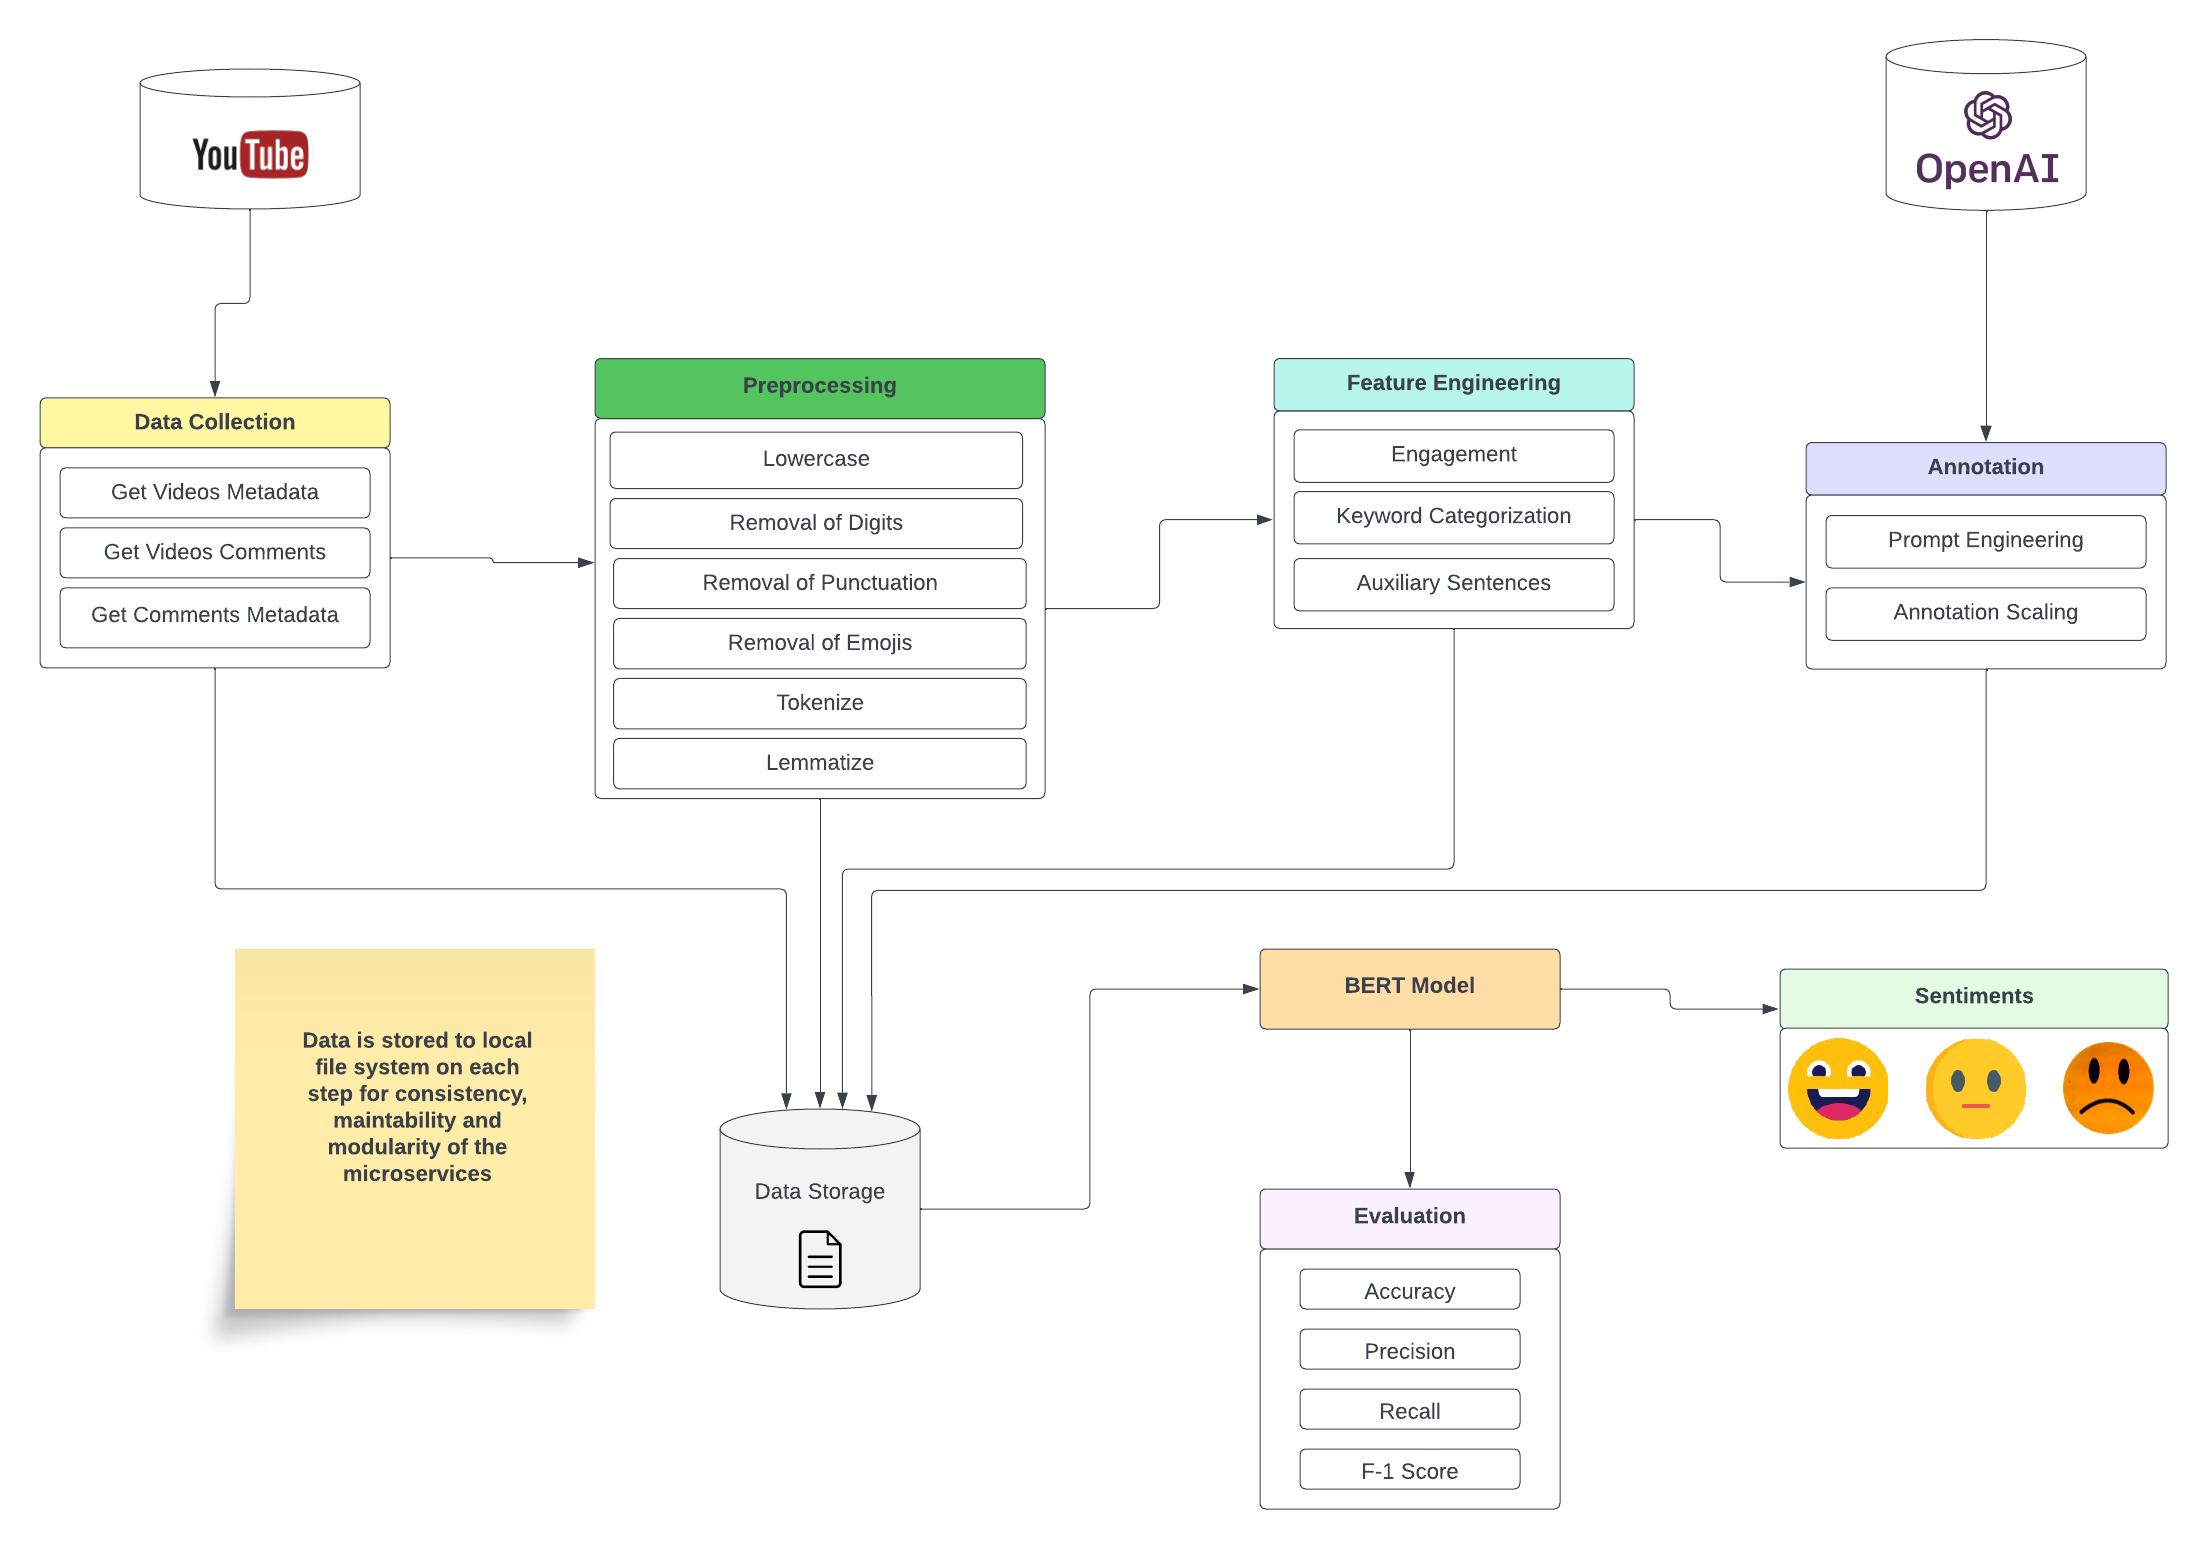 YouTube
OpenAI
Data Collection
Get Videos Metadata
Get Videos Comments
Get Comments Metadata
Preprocessing
Lowercase
Removal of Digits
Removal of Punctuation
Removal of Emojis
Tokenize
Lemmatize
Feature Engineering
Engagement
Keyword Categorization
Auxiliary Sentences
Annotation
Prompt Engineering
Annotation Scaling
Data is stored to local
file system on each
step for consistency,
maintability and
modularity of the
microservices
Data Storage
BERT Model
Sentiments
Evaluation
Accuracy
Precision
Recall
F-1 Score